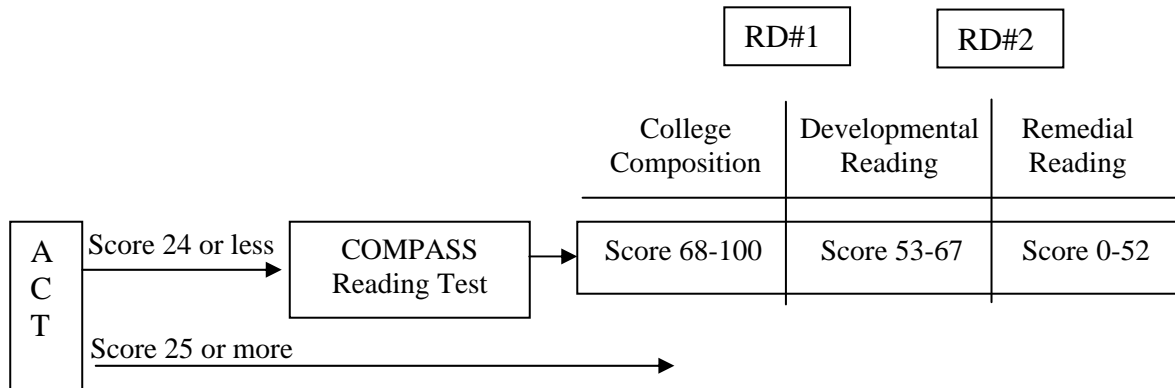 RD#1
RD#2
College
Composition
Developmental
Reading
Remedial
Reading
A
C
T
Score 24 or less
COMPASS
Reading Test
Score 68-100
Score 53-67
Score 0-52
Score 25 or more